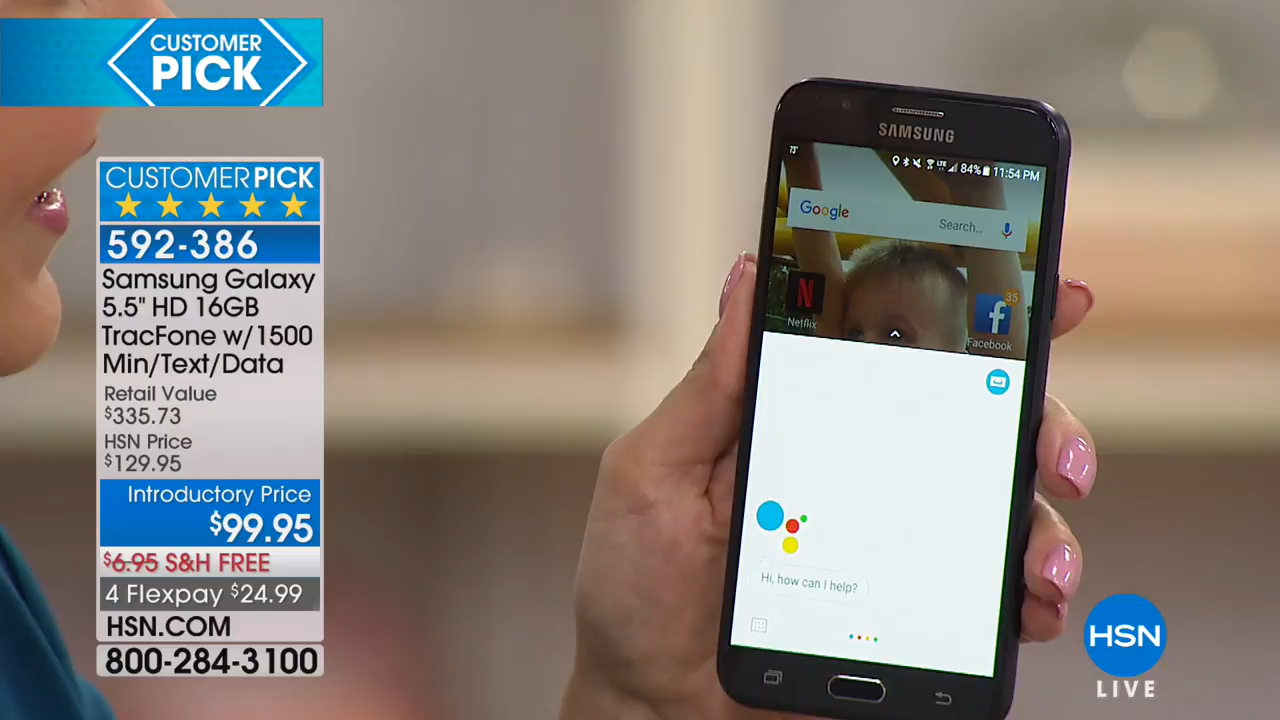 CUSTOMER
PICK
CUSTOMER PICK
592-386
Samsung Galaxy
5.5" HD 16GB
TracFone w/1500
Min/Text/Data
Retail Value
$335.73
HSN Price
$129.95
Introductory Price
$99.95
$6.95 S&H FREE
4 Flexpay $24.99
HSN.COM
800-284-3100
SAMSUNG
73°
LTE
84% 11:54 PM
Google
Search...
Netflix
35
Facebook
Hi, how can I help?
HSN
LIVE